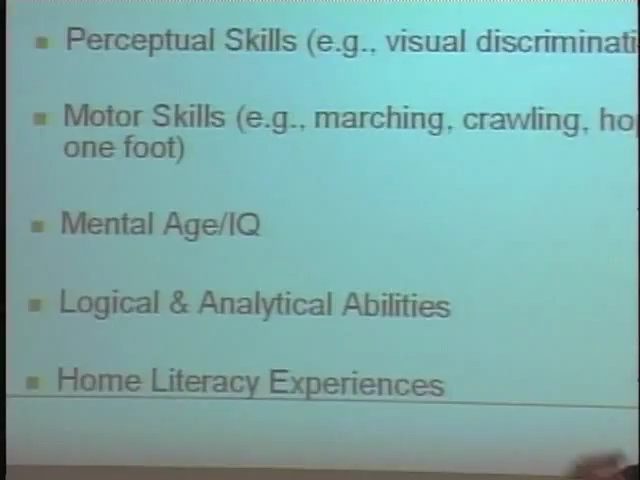 Perceptual Skills (e.g., visual discriminati
Motor Skills (e.g., marching, crawling, ho
one foot)
Mental Age/IQ
Logical & Analytical Abilities
Home Literacy Experiences